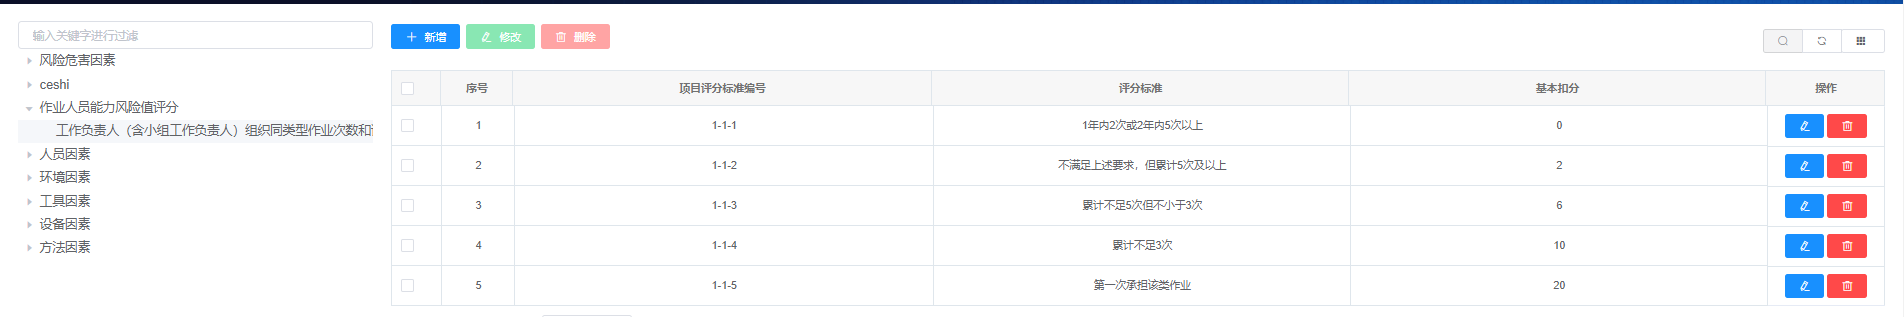 输入关键字进行过滤
风险危害因素
ceshi
作业人员能力风险值评分
工作负责人（含小组工作负责人）组织同类型作业次数和
人员因素
环境因素
工具因素
设备因素
方法因素
新增 修改 删除
序号 项目评分标准编号 评分标准 基本扣分 操作
1 1-1-1 1年内2次或2年内5次以上 0
2 1-1-2 不满足上述要求，但累计5次及以上 2
3 1-1-3 累计不足5次但不小于3次 6
4 1-1-4 累计不足3次 10
5 1-1-5 第一次承担该类作业 20